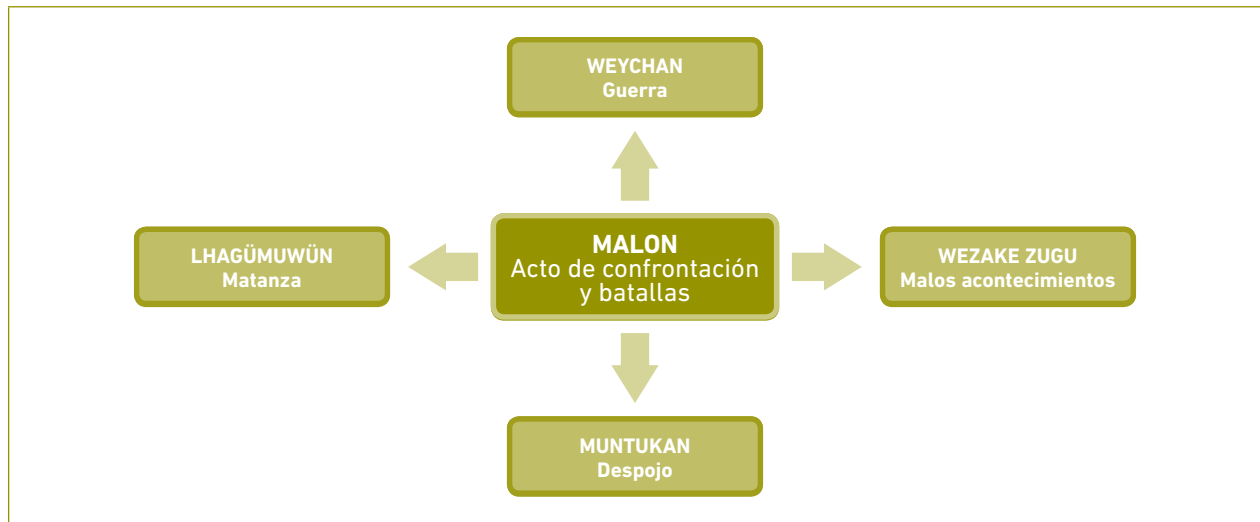 WEYCHAN
Guerra
LHAGÜMUWÜN
Matanza
MALON
Acto de confrontación
y batallas
WEZAKE ZUGU
Malos acontecimientos
MUNTUKAN
Despojo